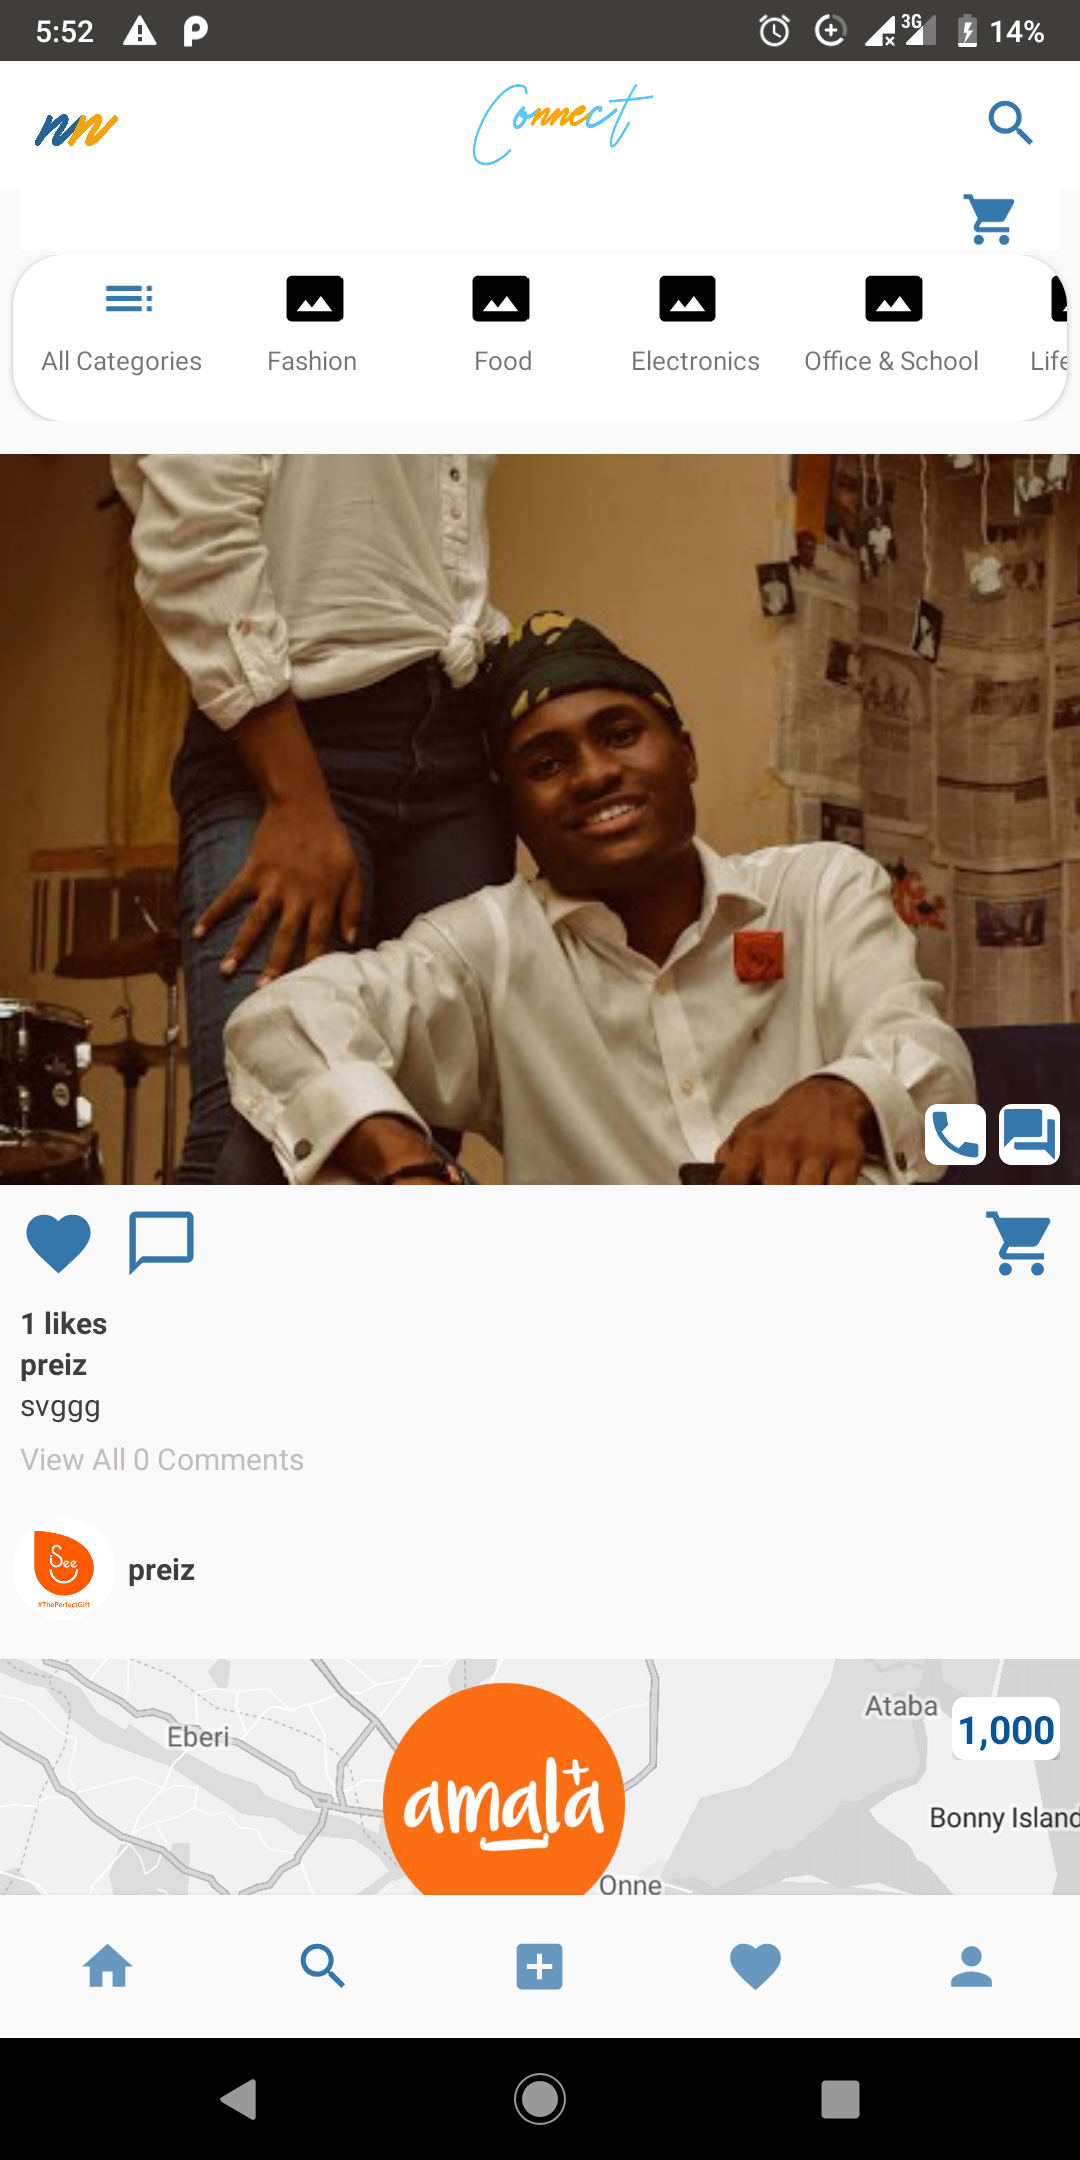 5:52
3G
14%
Connect
All Categories
Fashion
Food
Electronics
Office & School
Life
1 likes
preiz
svggg
View All 0 Comments
iSee
#ThePerfectGift
preiz
Eberi
Ataba
1,000
amala
Bonny Island
Onne